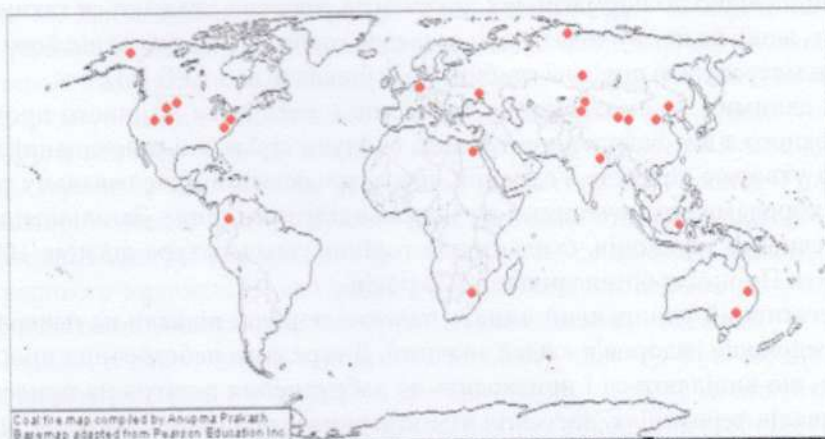 Coal fire map compiled by Anupma Prakash
Basemap adapted from Pearson Education Inc